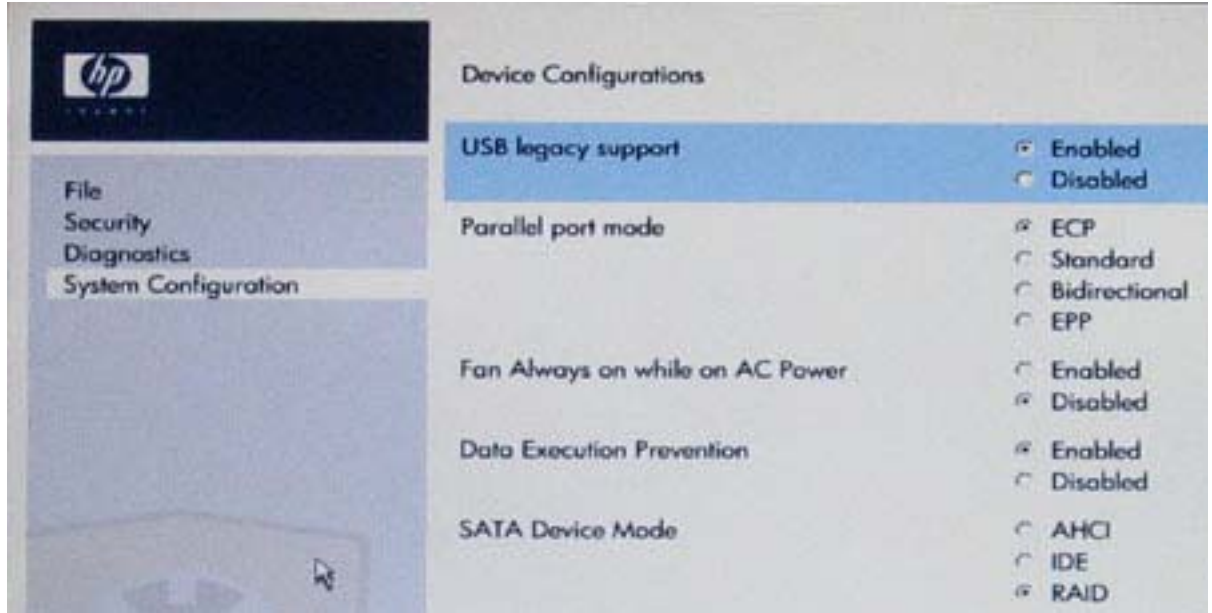 hp
invent
File
Security
Diagnostics
System Configuration
Device Configurations
USB legacy support
Enabled
Disabled
Parallel port mode
ECP
Standard
Bidirectional
EPP
Fan Always on while on AC Power
Enabled
Disabled
Data Execution Prevention
Enabled
Disabled
SATA Device Mode
AHCI
IDE
RAID